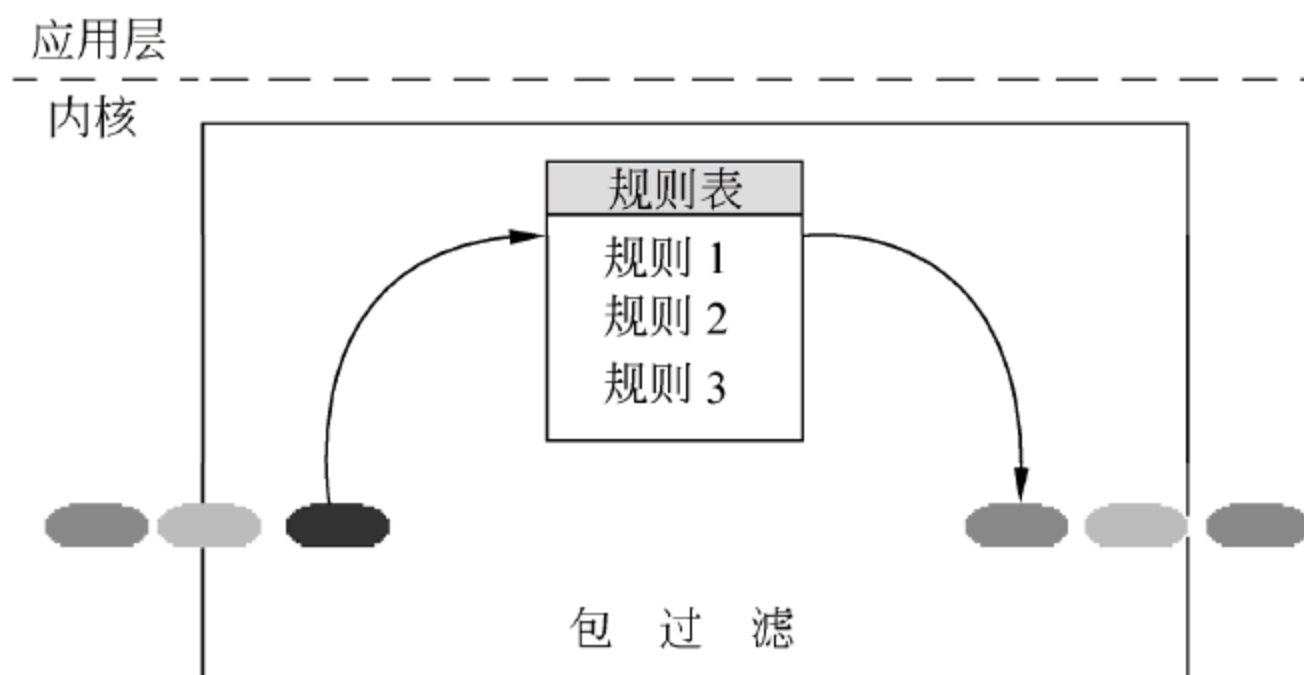 应用层
内核
规则表
规则 1
规则 2
规则 3
包 过 滤